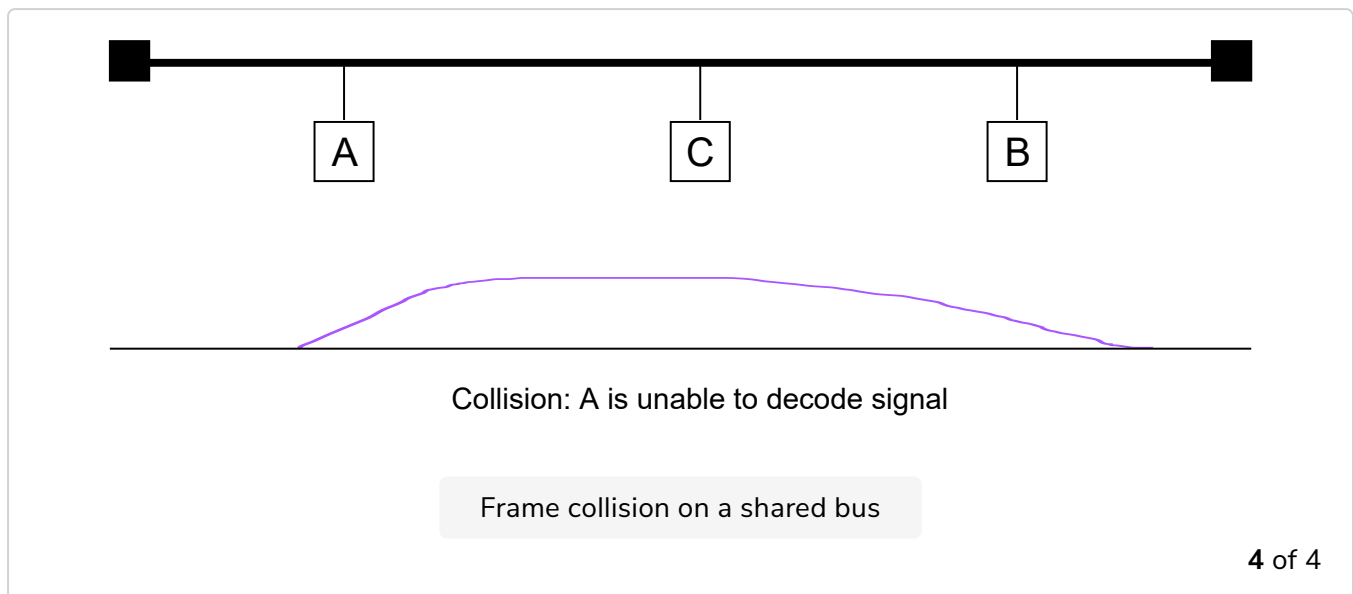 A C B
Collision: A is unable to decode signal
Frame collision on a shared bus
4 of 4